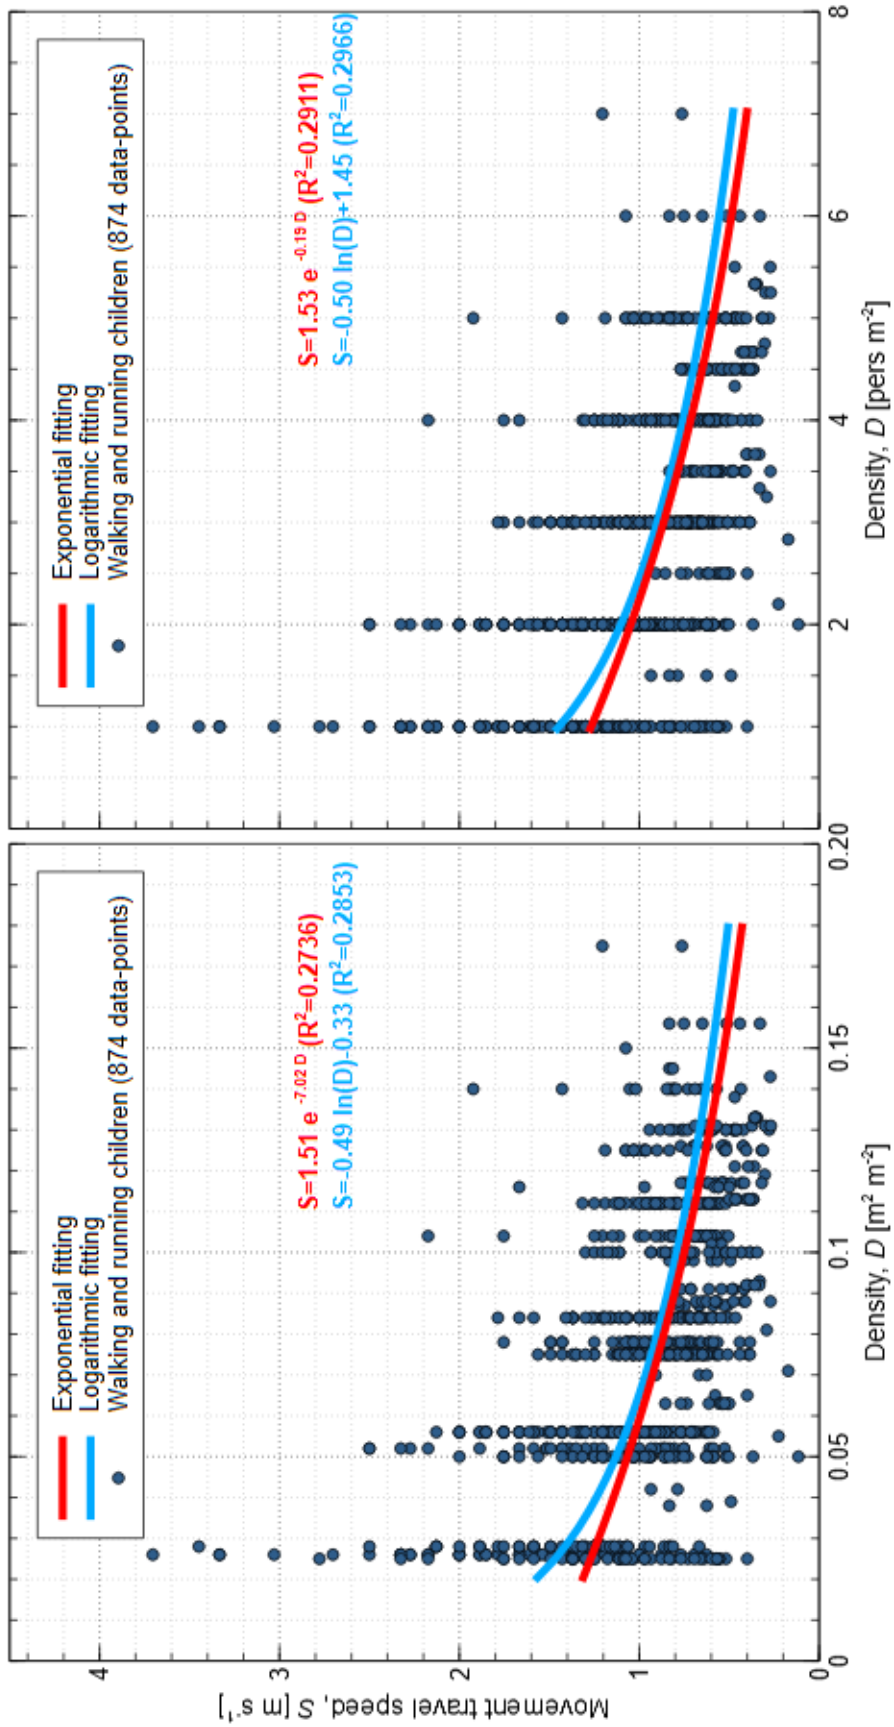 Exponential fitting
Logarithmic fitting
Walking and running children (874 data-points)
S=1.51 e -7.02 D (R²=0.2736)
S=-0.49 ln(D)-0.33 (R²=0.2853)
Movement travel speed, S [m s⁻¹]
4
3
2
1
0
0 0.05 0.1 0.15 0.20
Density, D [m² m⁻²]
Exponential fitting
Logarithmic fitting
Walking and running children (874 data-points)
S=1.53 e -0.19 D (R²=0.2911)
S=-0.50 ln(D)+1.45 (R²=0.2966)
2 4 6 8
Density, D [pers m⁻²]